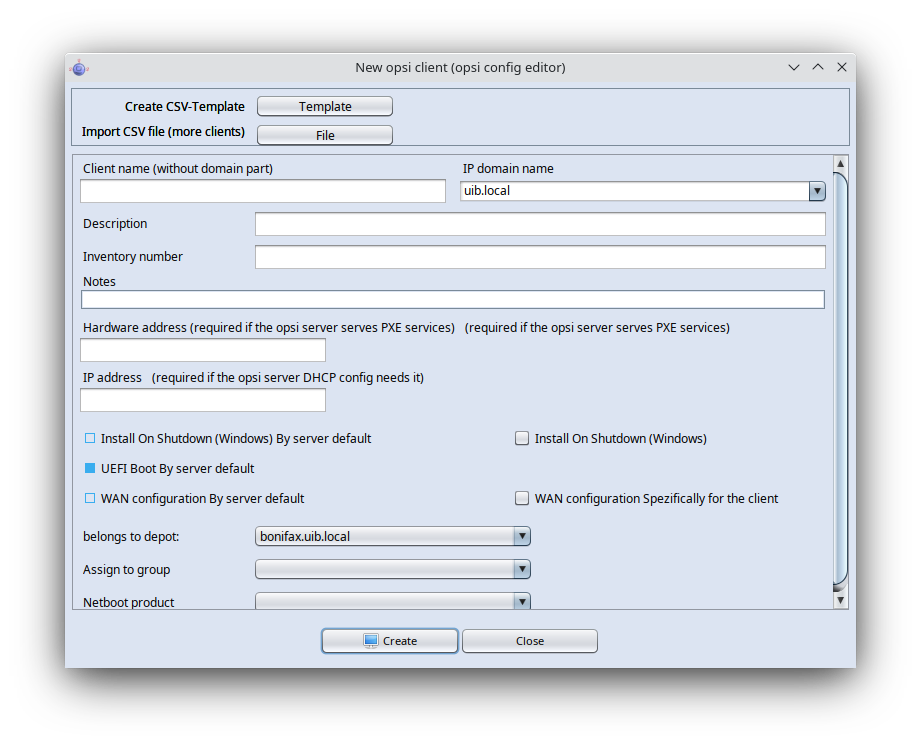 New opsi client (opsi config editor)
Create CSV-Template Template
Import CSV file (more clients) File
Client name (without domain part) IP domain name
uib.local
Description
Inventory number
Notes
Hardware address (required if the opsi server serves PXE services) (required if the opsi server serves PXE services)
IP address (required if the opsi server DHCP config needs it)
Install On Shutdown (Windows) By server default Install On Shutdown (Windows)
UEFI Boot By server default
WAN configuration By server default WAN configuration Spezifically for the client
belongs to depot: bonifax.uib.local
Assign to group
Netboot product
Create Close